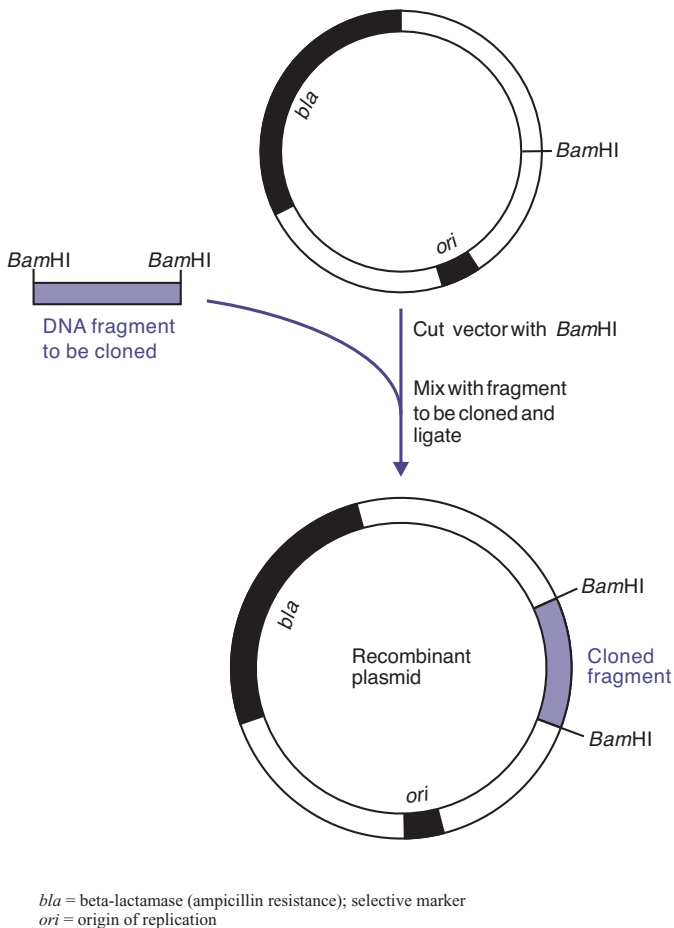 bla
BamHI
ori
BamHI BamHI
DNA fragment
to be cloned
Cut vector with BamHI
Mix with fragment
to be cloned and
ligate
BamHI
bla
Recombinant
plasmid
Cloned
fragment
BamHI
ori
bla = beta-lactamase (ampicillin resistance); selective marker
ori = origin of replication